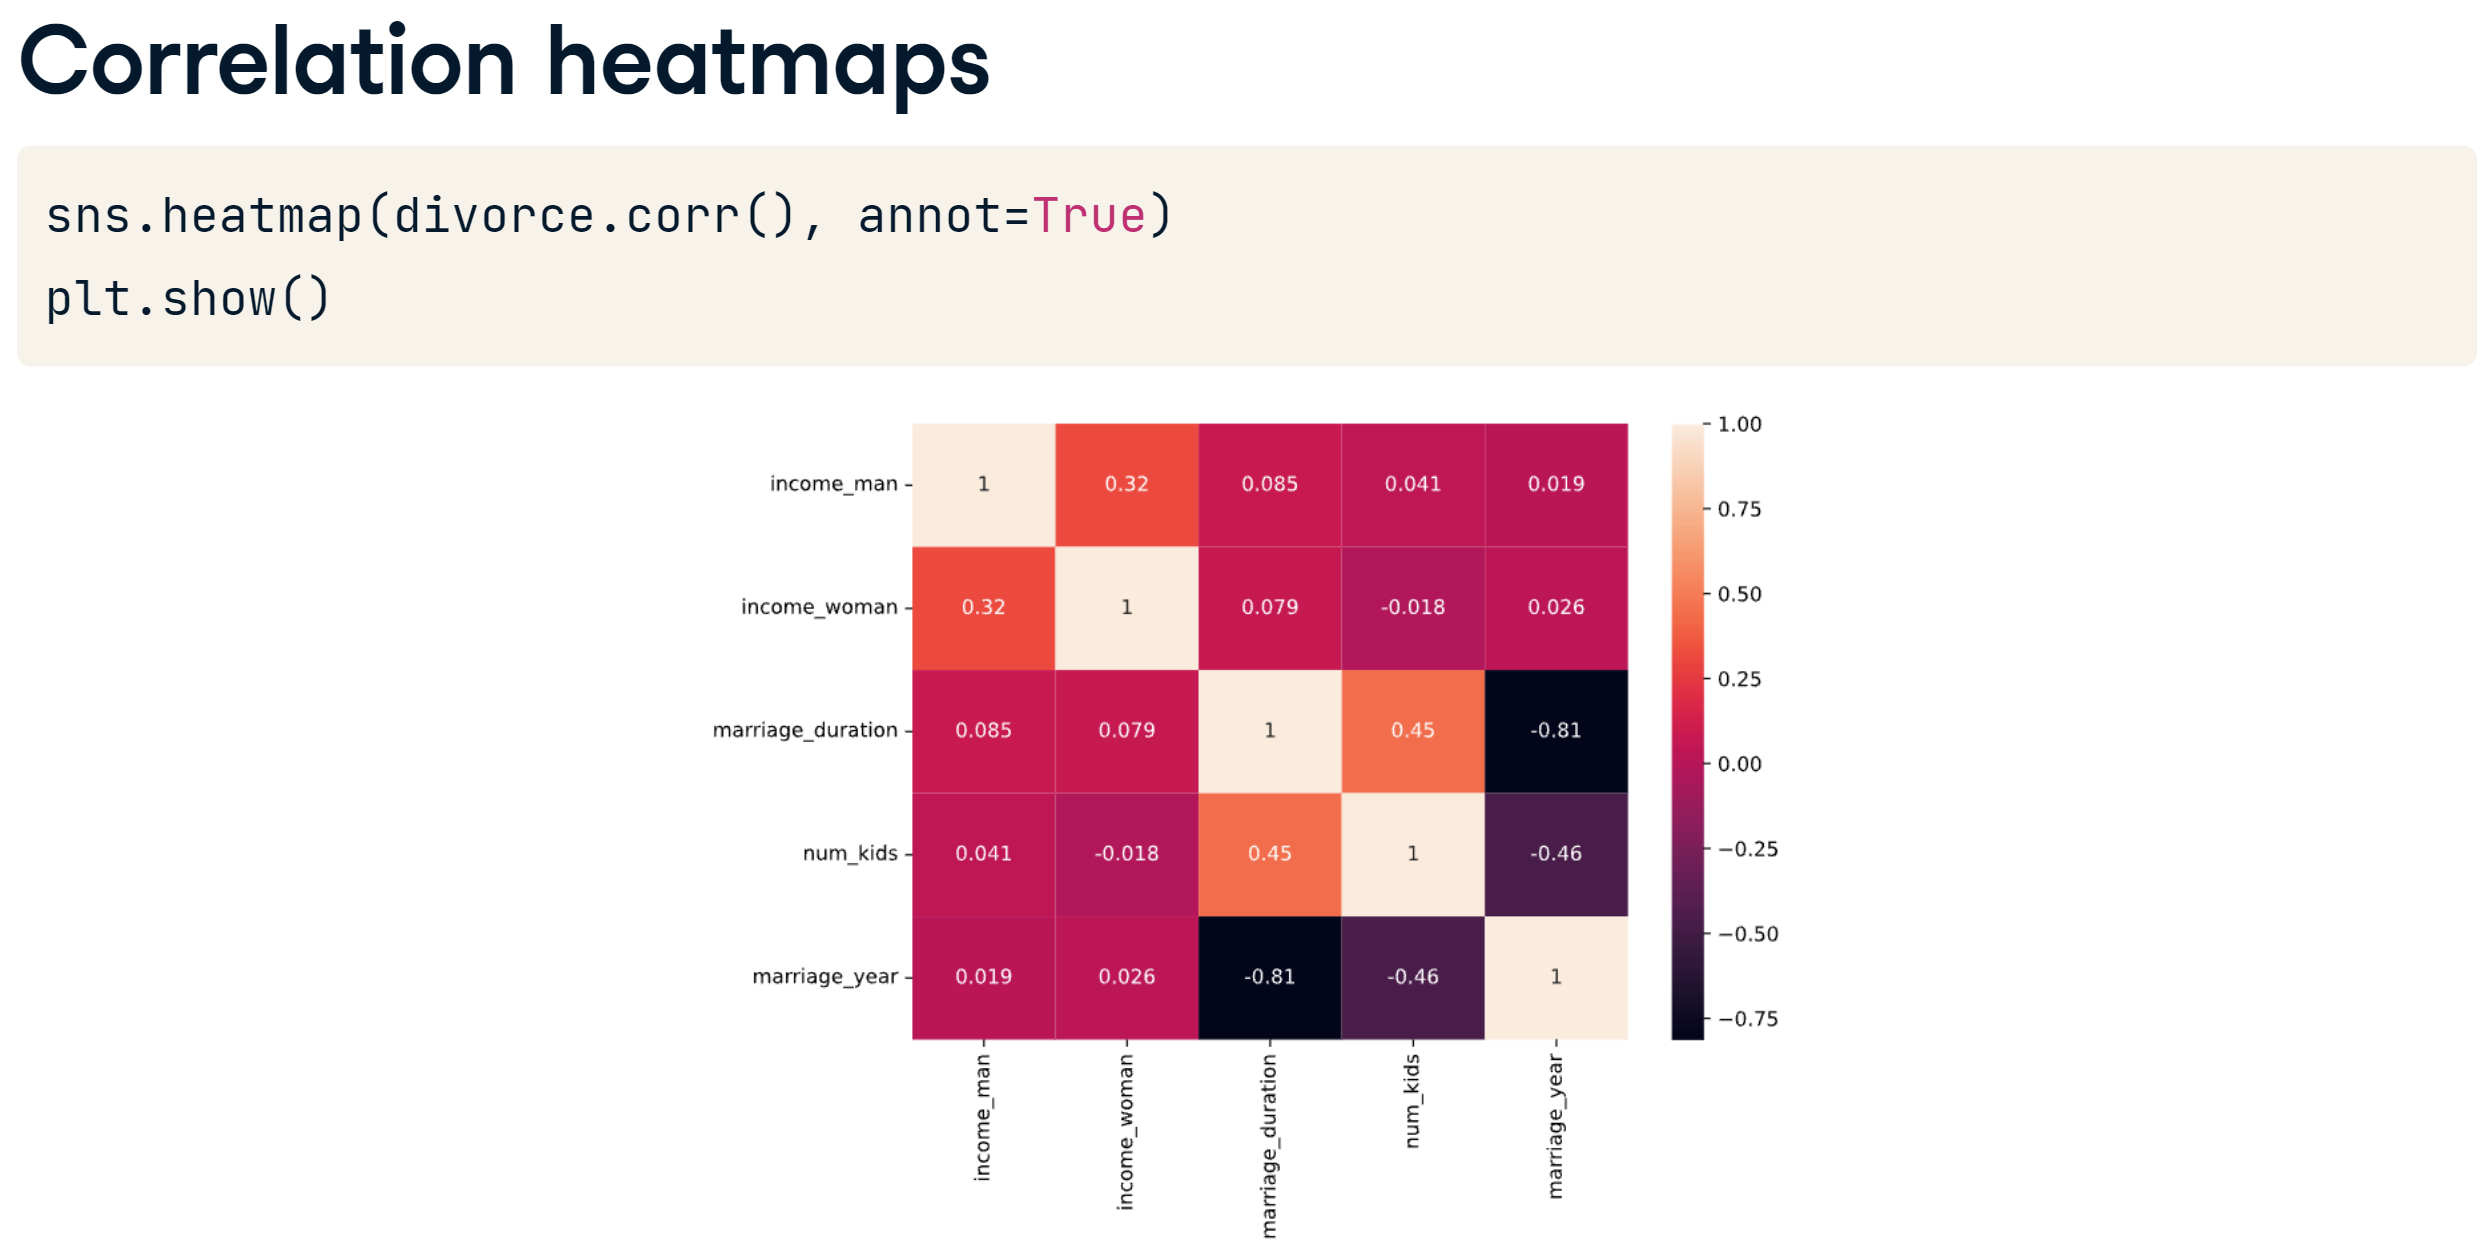 Correlation heatmaps
sns.heatmap(divorce.corr(), annot=True)
plt.show()
income_man 1 0.32 0.085 0.041 0.019
income_woman 0.32 1 0.079 -0.018 0.026
marriage_duration 0.085 0.079 1 0.45 -0.81
num_kids 0.041 -0.018 0.45 1 -0.46
marriage_year 0.019 0.026 -0.81 -0.46 1
income_man
income_woman
marriage_duration
num_kids
marriage_year
1.00
0.75
0.50
0.25
0.00
−0.25
−0.50
−0.75